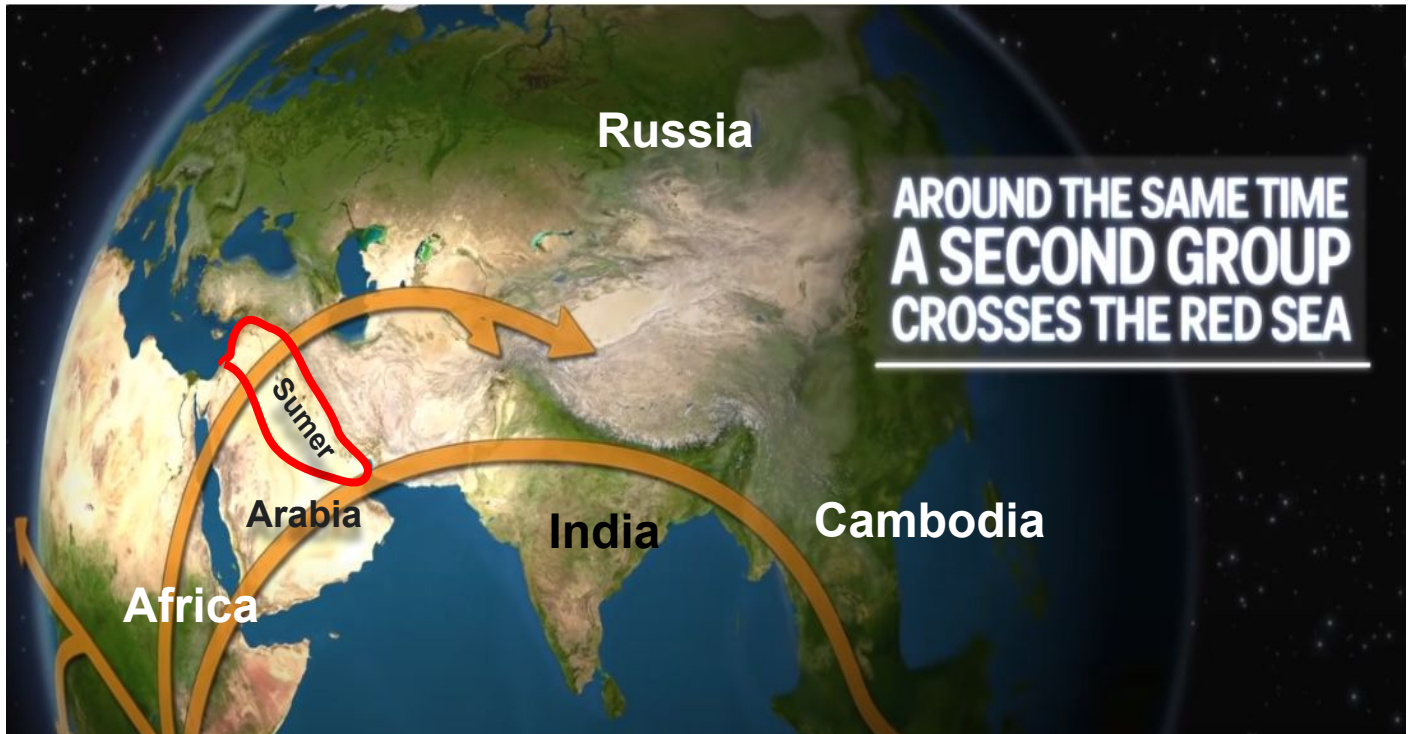 Russia
AROUND THE SAME TIME
A SECOND GROUP
CROSSES THE RED SEA
Sumer
Arabia
India
Cambodia
Africa